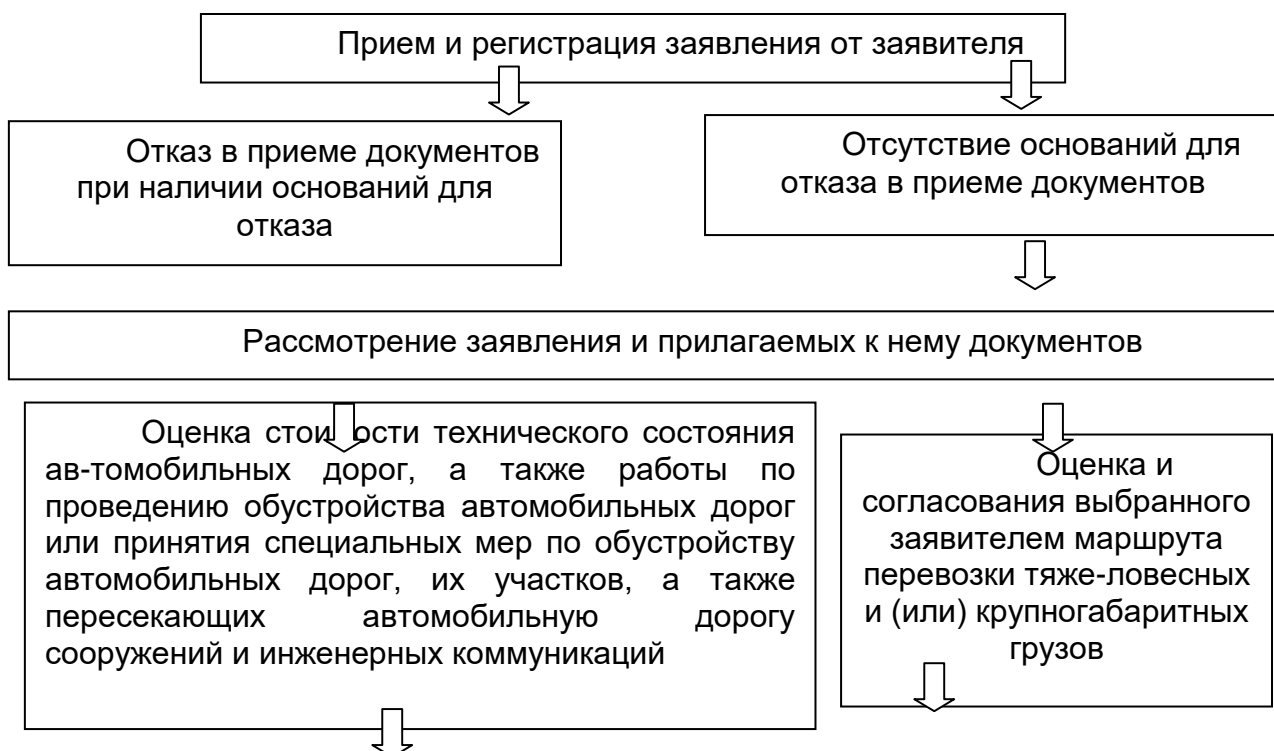 Прием и регистрация заявления от заявителя
Отказ в приеме документов
при наличии оснований для
отказа
Отсутствие оснований для
отказа в приеме документов
Рассмотрение заявления и прилагаемых к нему документов
Оценка стоимости технического состояния
ав-томобильных дорог, а также работы по
проведению обустройства автомобильных дорог
или принятия специальных мер по обустройству
автомобильных дорог, их участков, а также
пересекающих автомобильную дорогу
сооружений и инженерных коммуникаций
Оценка и
согласования выбранного
заявителем маршрута
перевозки тяже-ловесных
и (или) крупногабаритных
грузов